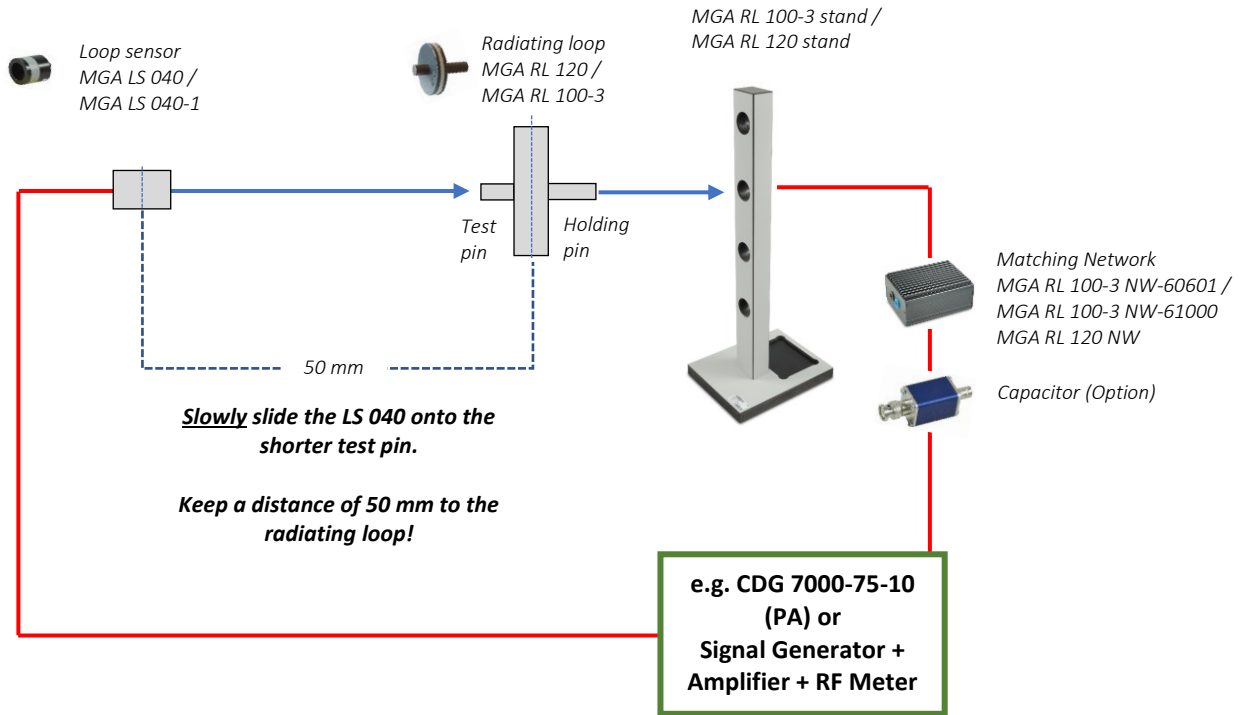 Loop sensor
MGA LS 040 /
MGA LS 040-1
Radiating loop
MGA RL 120 /
MGA RL 100-3
MGA RL 100-3 stand /
MGA RL 120 stand
Test
pin
Holding
pin
50 mm
Slowly slide the LS 040 onto the
shorter test pin.
Keep a distance of 50 mm to the
radiating loop!
Matching Network
MGA RL 100-3 NW-60601 /
MGA RL 100-3 NW-61000
MGA RL 120 NW
Capacitor (Option)
e.g. CDG 7000-75-10
(PA) or
Signal Generator +
Amplifier + RF Meter